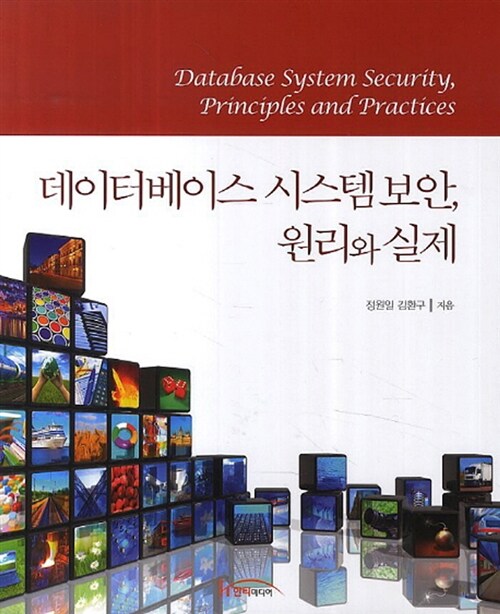 Database System Security,
Principles and Practices
데이터베이스 시스템 보안,
원리와 실제
정원일 김환구 | 지음
한티미디어